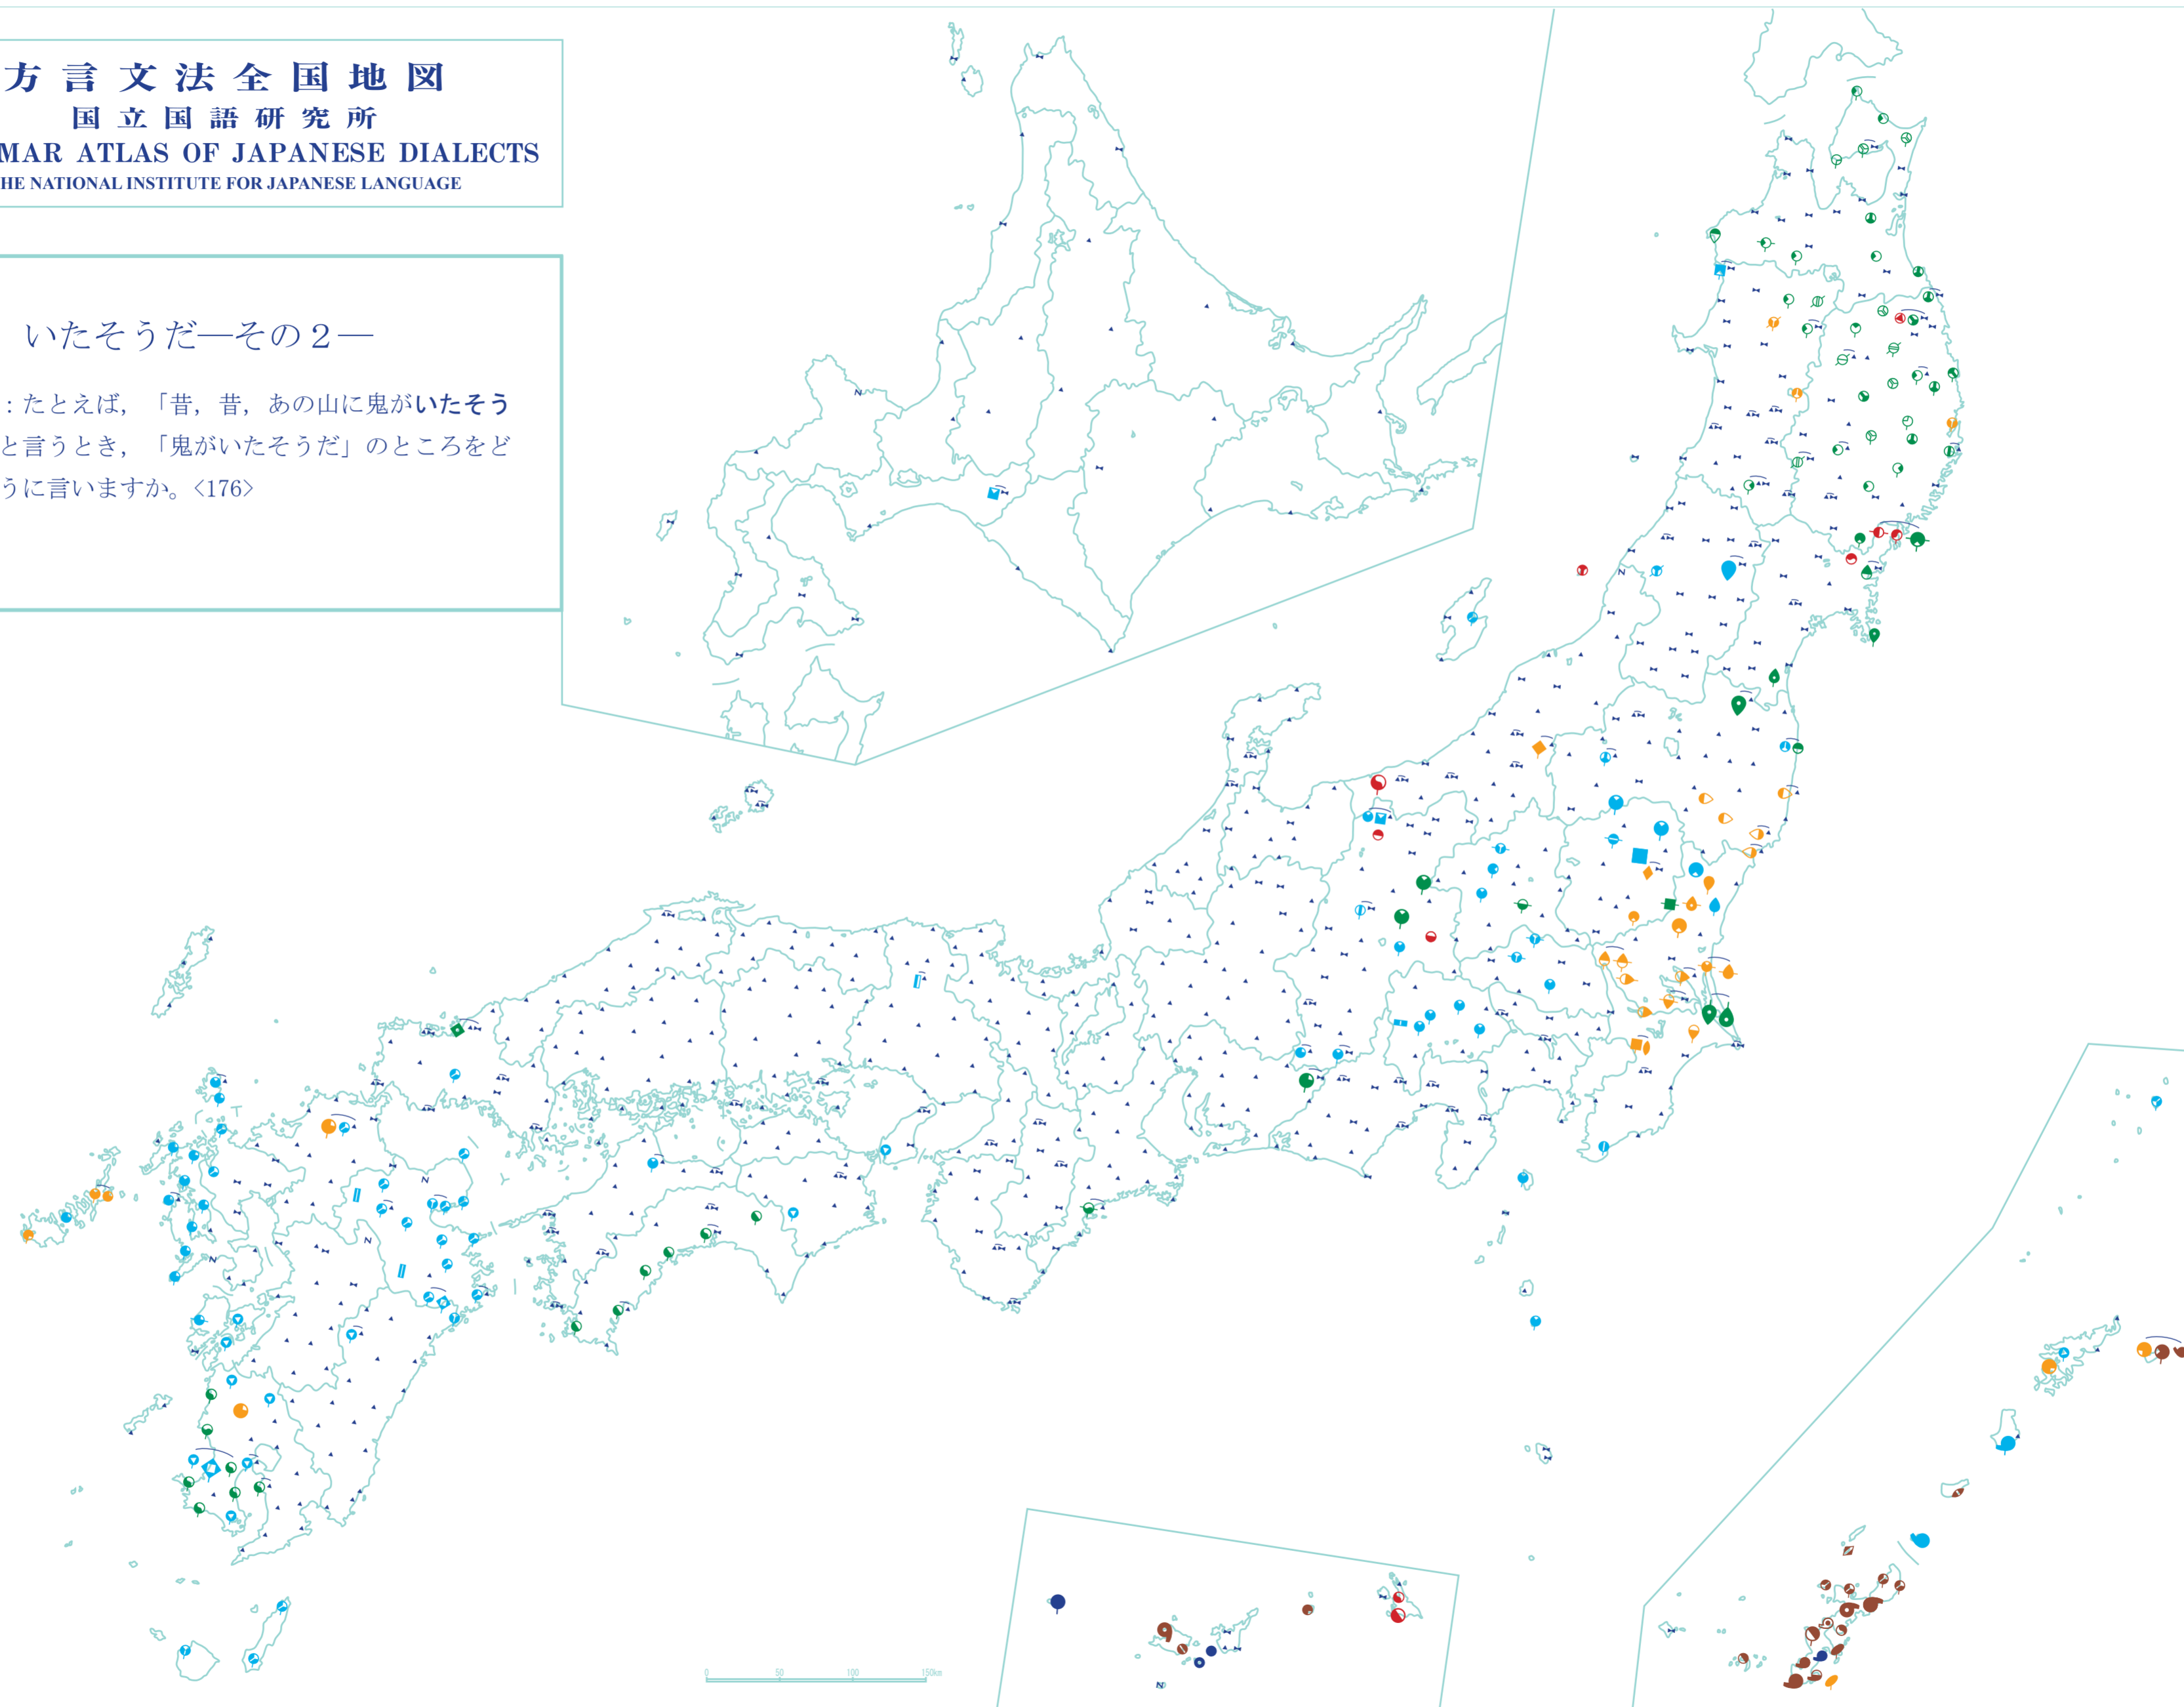 方言文法全国地図
国立国語研究所
MAR ATLAS OF JAPANESE DIALECTS
HE NATIONAL INSTITUTE FOR JAPANESE LANGUAGE
いたそうだ―その２―
：たとえば，「昔，昔，あの山に鬼がいたそう
と言うとき，「鬼がいたそうだ」のところをど
うに言いますか。<176>
N
N
N
N
N
N
0 50 100 150km